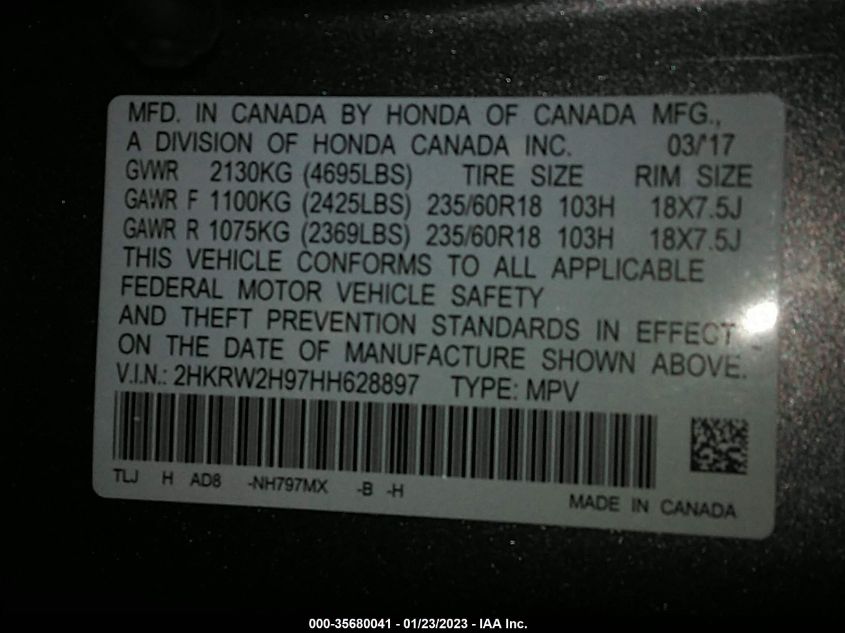 MFD. IN CANADA BY HONDA OF CANADA MFG.,
A DIVISION OF HONDA CANADA INC. 03/'17
GVWR 2130KG (4695LBS) TIRE SIZE RIM SIZE
GAWR F 1100KG (2425LBS) 235/60R18 103H 18X7.5J
GAWR R 1075KG (2369LBS) 235/60R18 103H 18X7.5J
THIS VEHICLE CONFORMS TO ALL APPLICABLE
FEDERAL MOTOR VEHICLE SAFETY
AND THEFT PREVENTION STANDARDS IN EFFECT
ON THE DATE OF MANUFACTURE SHOWN ABOVE.
V.I.N.: 2HKRW2H97HH628897 TYPE: MPV
TLJ H AD8 -NH797MX -B -H
MADE IN CANADA
000-35680041 - 01/23/2023 - IAA Inc.